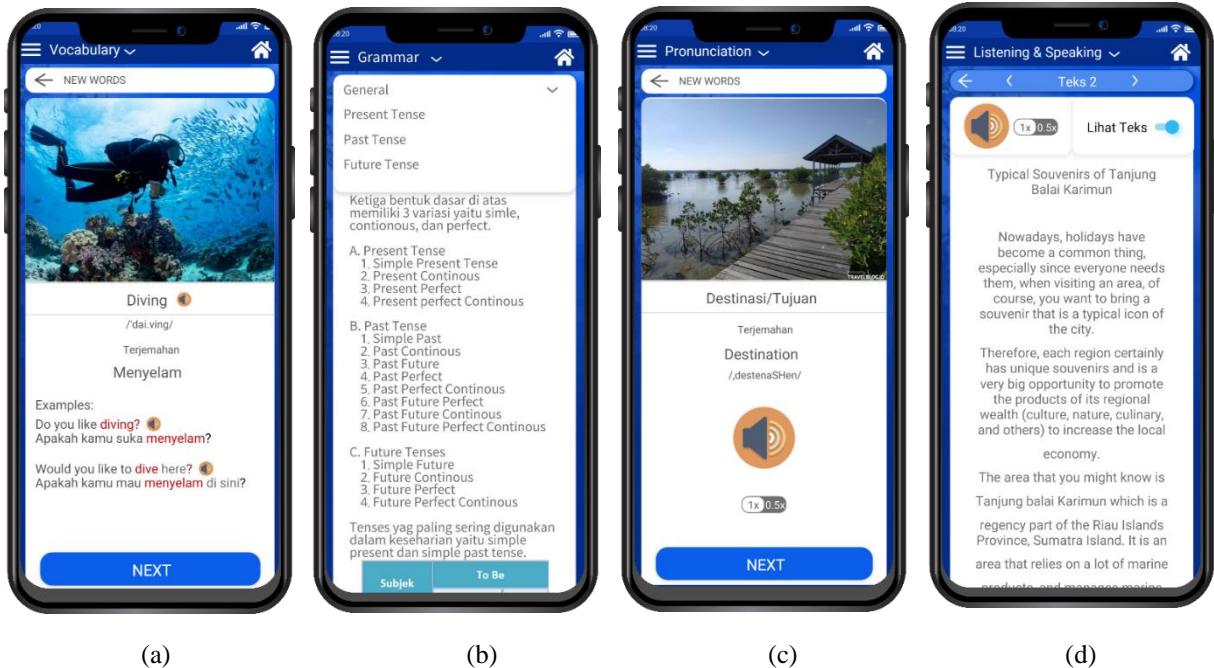 Vocabulary
NEW WORDS
Diving
/'dai.ving/
Terjemahan
Menyelam
Examples:
Do you like diving?
Apakah kamu suka menyelam?
Would you like to dive here?
Apakah kamu mau menyelam di sini?
NEXT
(a)
8:20
Grammar
General
Present Tense
Past Tense
Future Tense
Ketiga bentuk dasar di atas
memiliki 3 variasi yaitu simle,
contionous, dan perfect.
A. Present Tense
1. Simple Present Tense
2. Present Continous
3. Present Perfect
4. Present perfect Continous
B. Past Tense
1. Simple Past
2. Past Continous
3. Past Future
4. Past Perfect
5. Past Perfect Continous
6. Past Future Perfect
7. Past Future Continous
8. Past Future Perfect Continous
C. Future Tenses
1. Simple Future
2. Future Continous
3. Future Perfect
4. Future Perfect Continous
Tenses yag paling sering digunakan
dalam keseharian yaitu simple
present dan simple past tense.
Subjek
To Be
(b)
8:20
Pronunciation
NEW WORDS
TRAVELBLOG.ID
Destinasi/Tujuan
Terjemahan
Destination
/,destenaSHen/
1x 0.5x
NEXT
(c)
8:20
Listening & Speaking
Teks 2
1x 0.5x
Lihat Teks
Typical Souvenirs of Tanjung
Balai Karimun
Nowadays, holidays have
become a common thing,
especially since everyone needs
them, when visiting an area, of
course, you want to bring a
souvenir that is a typical icon of
the city.
Therefore, each region certainly
has unique souvenirs and is a
very big opportunity to promote
the products of its regional
wealth (culture, nature, culinary,
and others) to increase the local
economy.
The area that you might know is
Tanjung balai Karimun which is a
regency part of the Riau Islands
Province, Sumatra Island. It is an
area that relies on a lot of marine
products, and manages marine
(d)